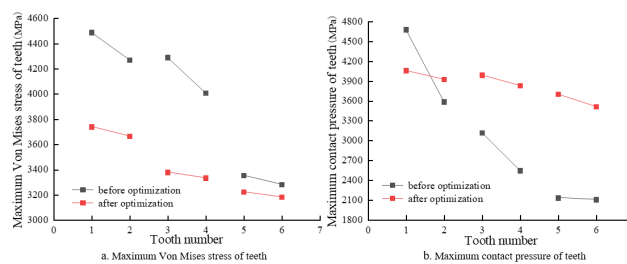 Maximum Von Mises stress of teeth(MPa)
4600
4400
4200
4000
3800
3600
3400
3200
3000
before optimization
after optimization
0 1 2 3 4 5 6 7
Tooth number
a. Maximum Von Mises stress of teeth
Maximum contact pressure of teeth(MPa)
4800
4500
4200
3900
3600
3300
3000
2700
2400
2100
1800
before optimization
after optimization
0 1 2 3 4 5 6
Tooth number
b. Maximum contact pressure of teeth